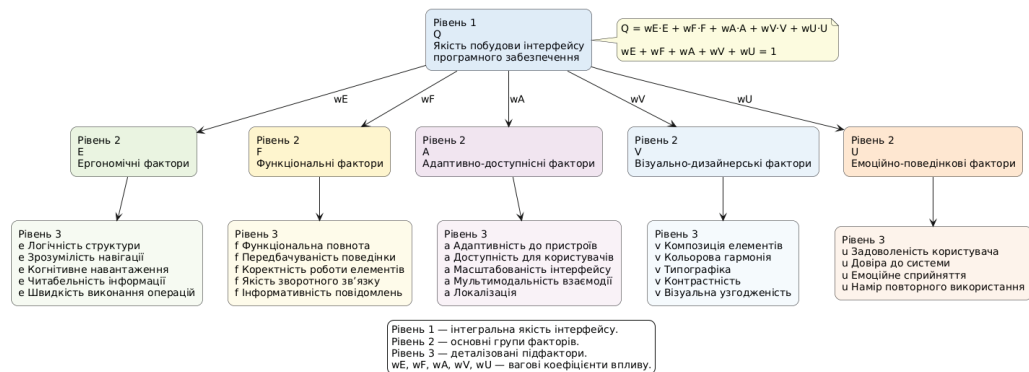 Рівень 1
Q
Якість побудови інтерфейсу
програмного забезпечення
Q = wE·E + wF·F + wA·A + wV·V + wU·U
wE + wF + wA + wV + wU = 1
wE
wF
wA
wV
wU
Рівень 2
E
Ергономічні фактори
Рівень 2
F
Функціональні фактори
Рівень 2
A
Адаптивно-доступнісні фактори
Рівень 2
V
Візуально-дизайнерські фактори
Рівень 2
U
Емоційно-поведінкові фактори
Рівень 3
e Логічність структури
e Зрозумілість навігації
e Когнітивне навантаження
e Читабельність інформації
e Швидкість виконання операцій
Рівень 3
f Функціональна повнота
f Передбачуваність поведінки
f Коректність роботи елементів
f Якість зворотного зв’язку
f Інформативність повідомлень
Рівень 3
a Адаптивність до пристроїв
a Доступність для користувачів
a Масштабованість інтерфейсу
a Мультимодальність взаємодії
a Локалізація
Рівень 3
v Композиція елементів
v Кольорова гармонія
v Типографіка
v Контрастність
v Візуальна узгодженість
Рівень 3
u Задоволеність користувача
u Довіра до системи
u Емоційне сприйняття
u Намір повторного використання
Рівень 1 — інтегральна якість інтерфейсу.
Рівень 2 — основні групи факторів.
Рівень 3 — деталізовані підфактори.
wE, wF, wA, wV, wU — вагові коефіцієнти впливу.